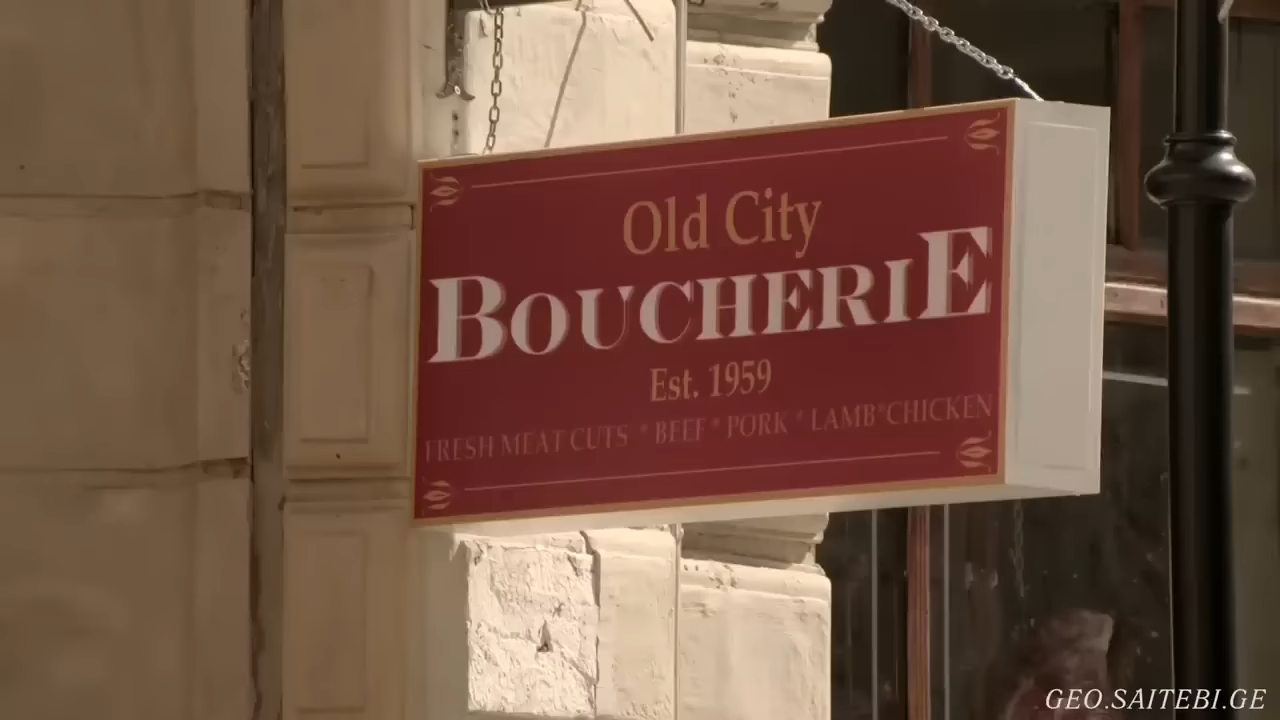 Old City
BOUCHERIE
Est. 1959
FRESH MEAT CUTS * BEEF * PORK * LAMB*CHICKEN
GEO.SAITEBI.GE